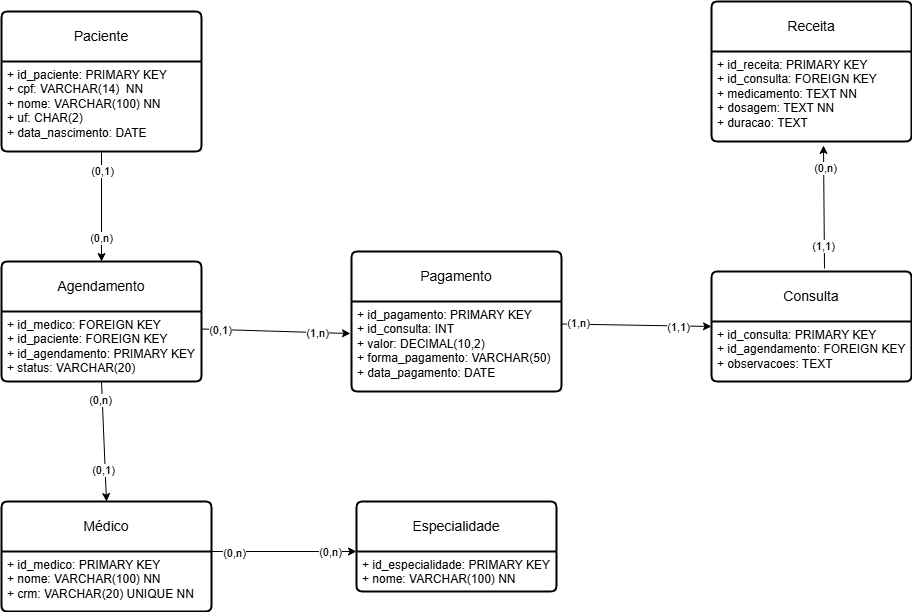 Paciente
+ id_paciente: PRIMARY KEY
+ cpf: VARCHAR(14)  NN
+ nome: VARCHAR(100) NN
+ uf: CHAR(2)
+ data_nascimento: DATE
(0,1)
(0,n)
Receita
+ id_receita: PRIMARY KEY
+ id_consulta: FOREIGN KEY
+ medicamento: TEXT NN
+ dosagem: TEXT NN
+ duracao: TEXT
(0,n)
(1,1)
Agendamento
+ id_medico: FOREIGN KEY
+ id_paciente: FOREIGN KEY
+ id_agendamento: PRIMARY KEY
+ status: VARCHAR(20)
(0,1)
(1,n)
Pagamento
+ id_pagamento: PRIMARY KEY
+ id_consulta: INT
+ valor: DECIMAL(10,2)
+ forma_pagamento: VARCHAR(50)
+ data_pagamento: DATE
(1,n)
(1,1)
Consulta
+ id_consulta: PRIMARY KEY
+ id_agendamento: FOREIGN KEY
+ observacoes: TEXT
(0,n)
(0,1)
Médico
+ id_medico: PRIMARY KEY
+ nome: VARCHAR(100) NN
+ crm: VARCHAR(20) UNIQUE NN
(0,n)
(0,n)
Especialidade
+ id_especialidade: PRIMARY KEY
+ nome: VARCHAR(100) NN